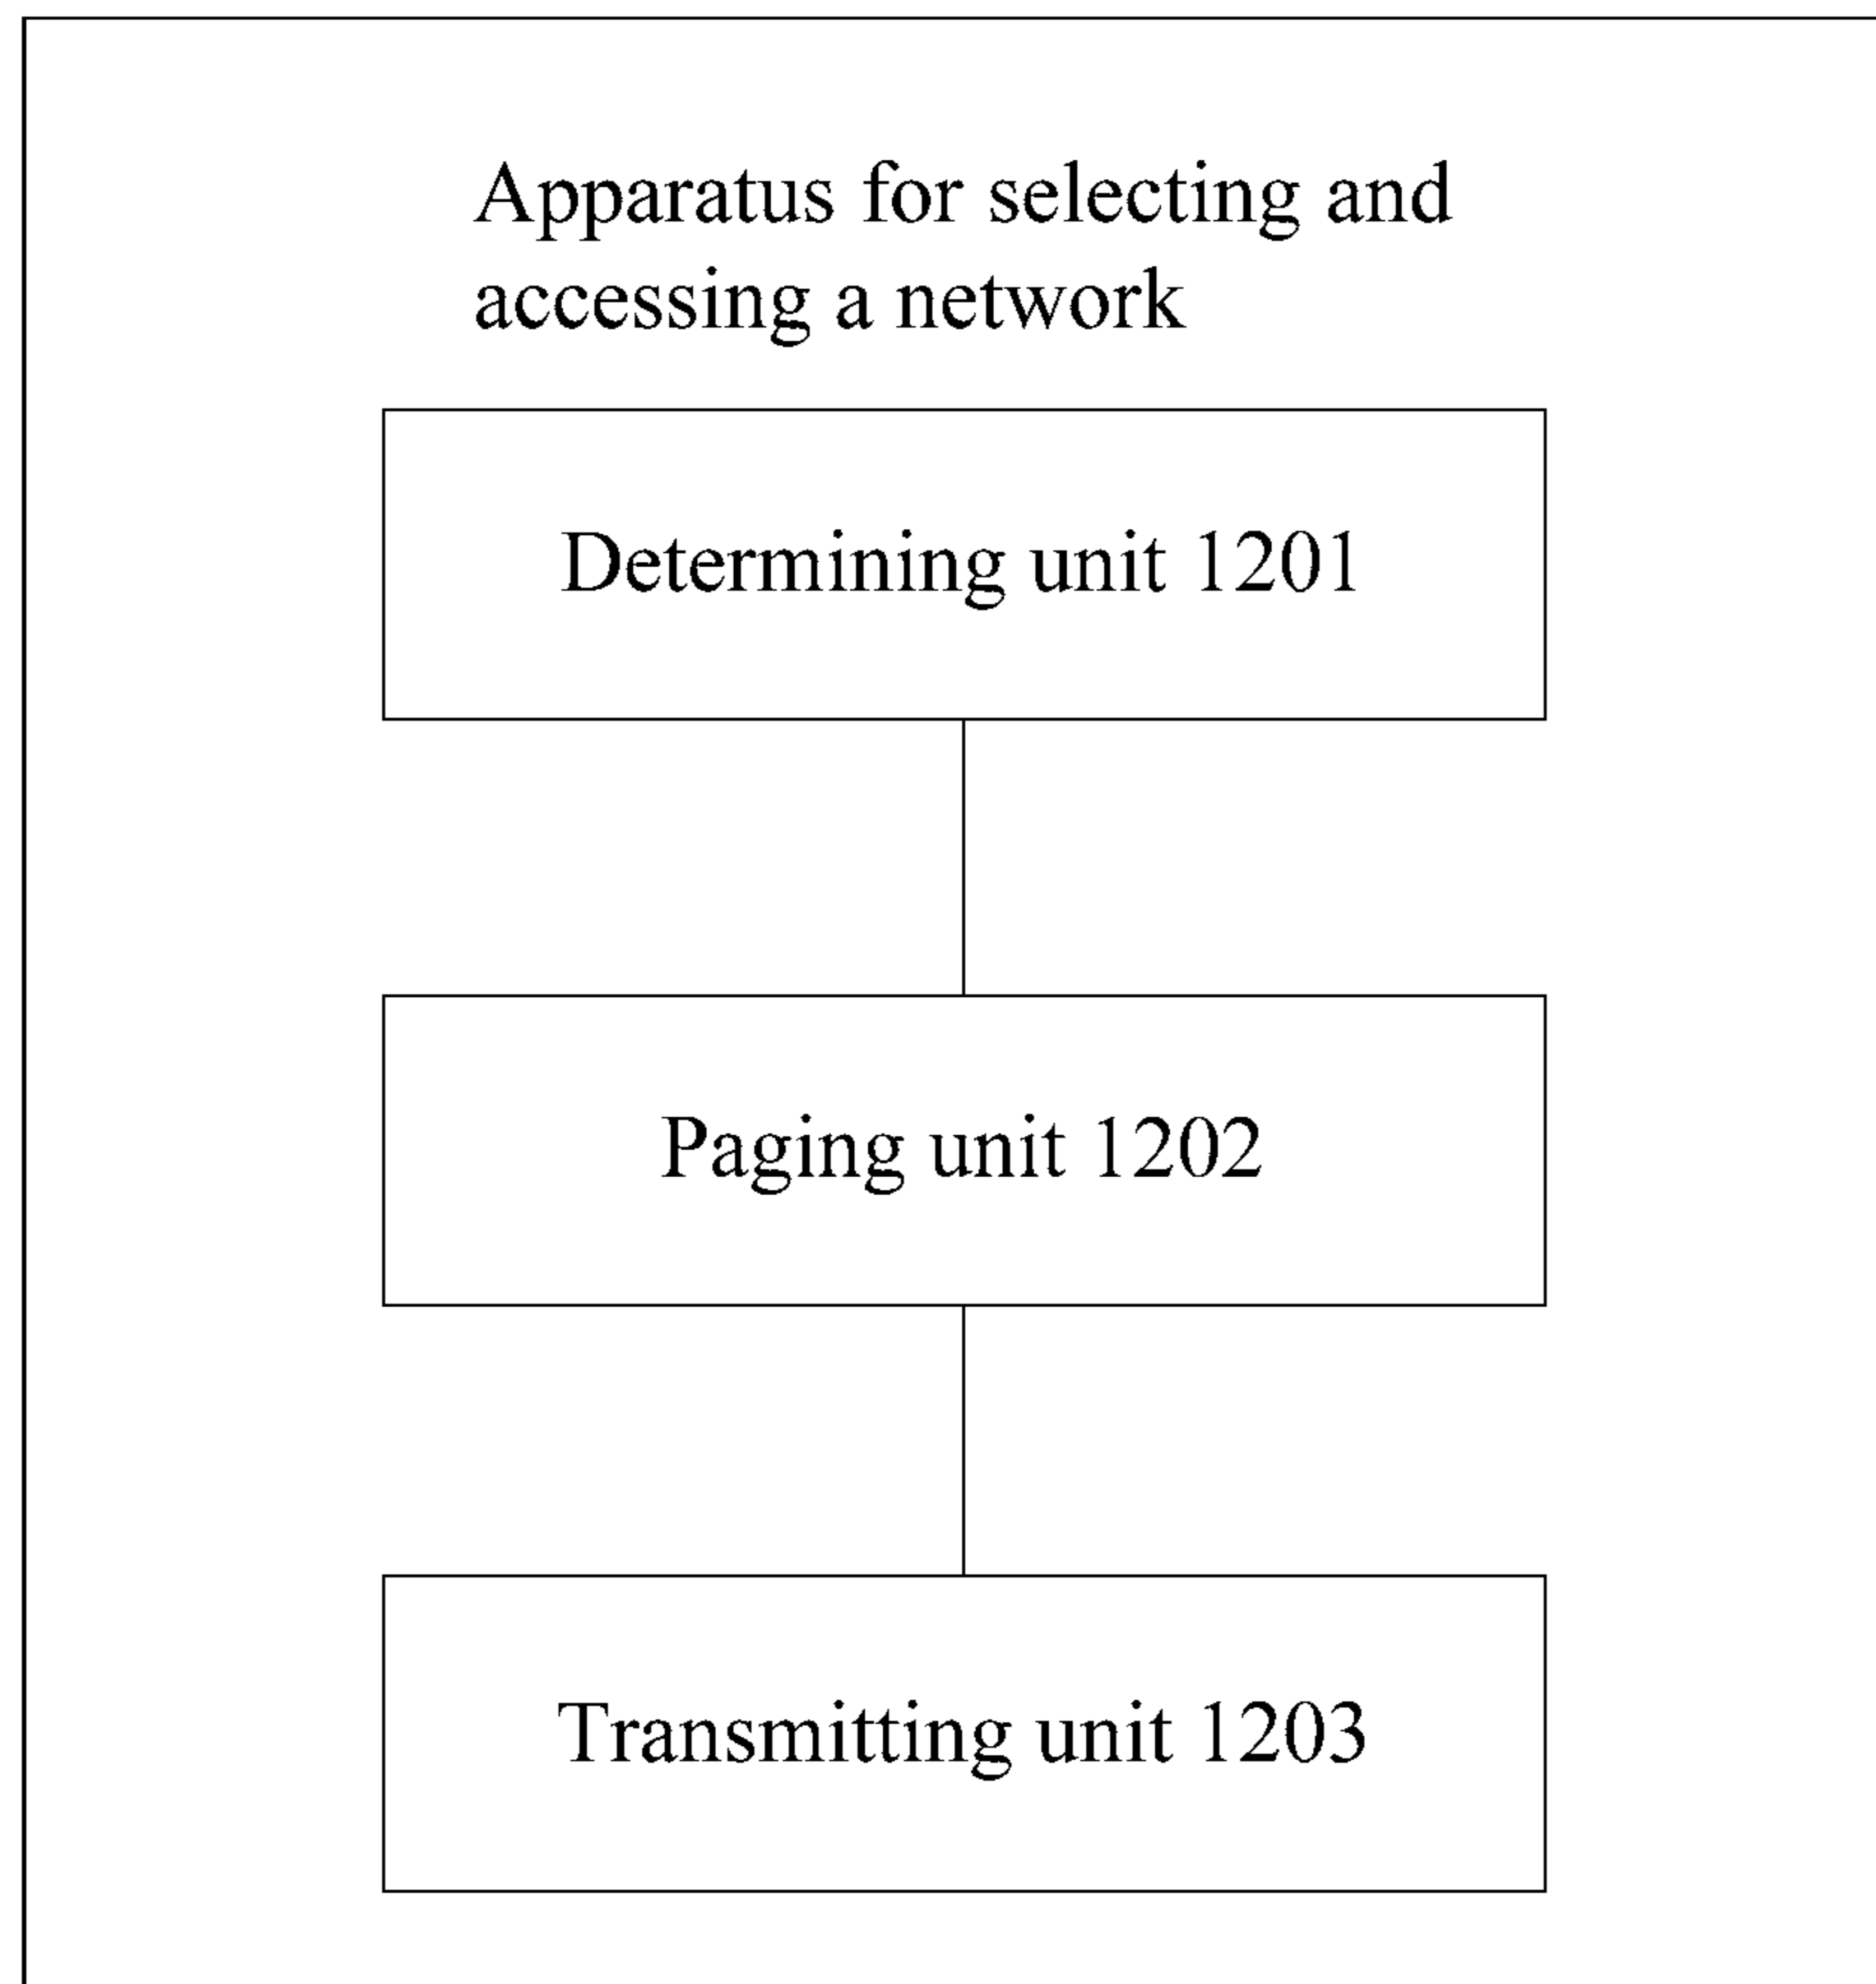 Apparatus for selecting and
accessing a network
Determining unit 1201
Paging unit 1202
Transmitting unit 1203